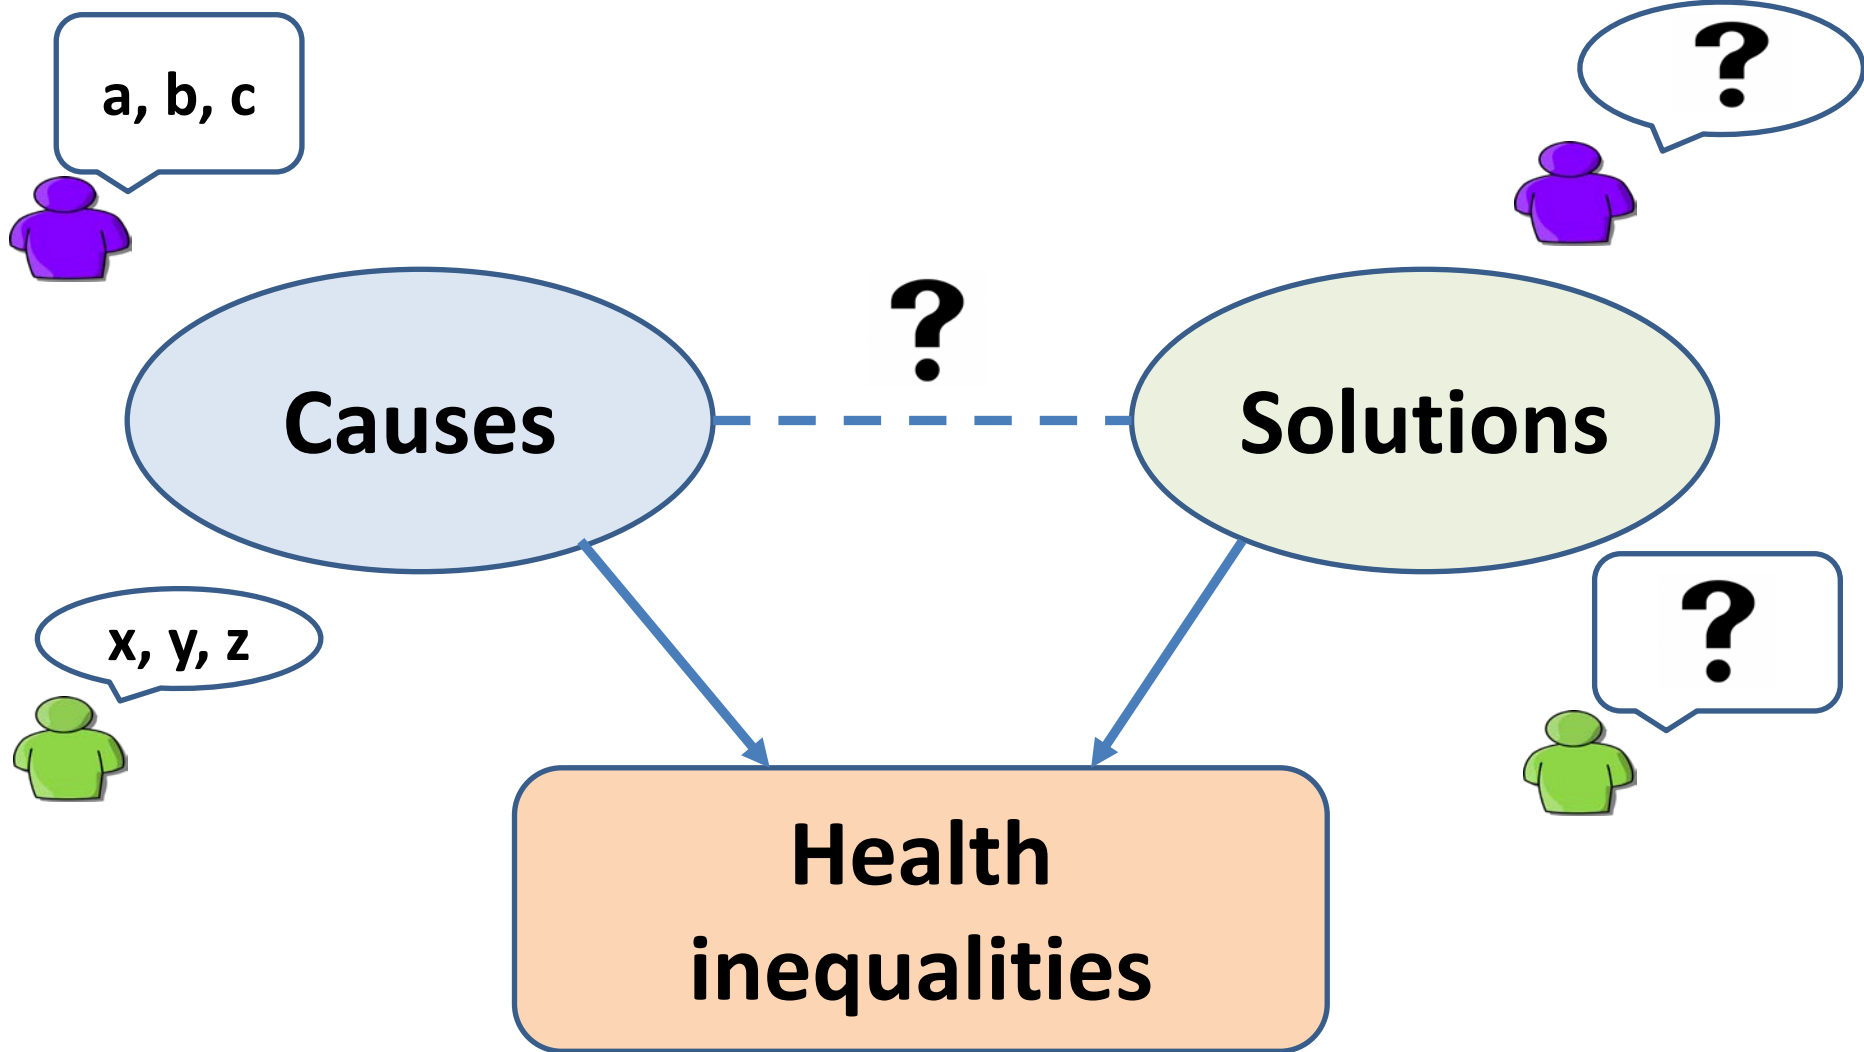 a, b, c
?
?
Causes
Solutions
x, y, z
?
Health
inequalities